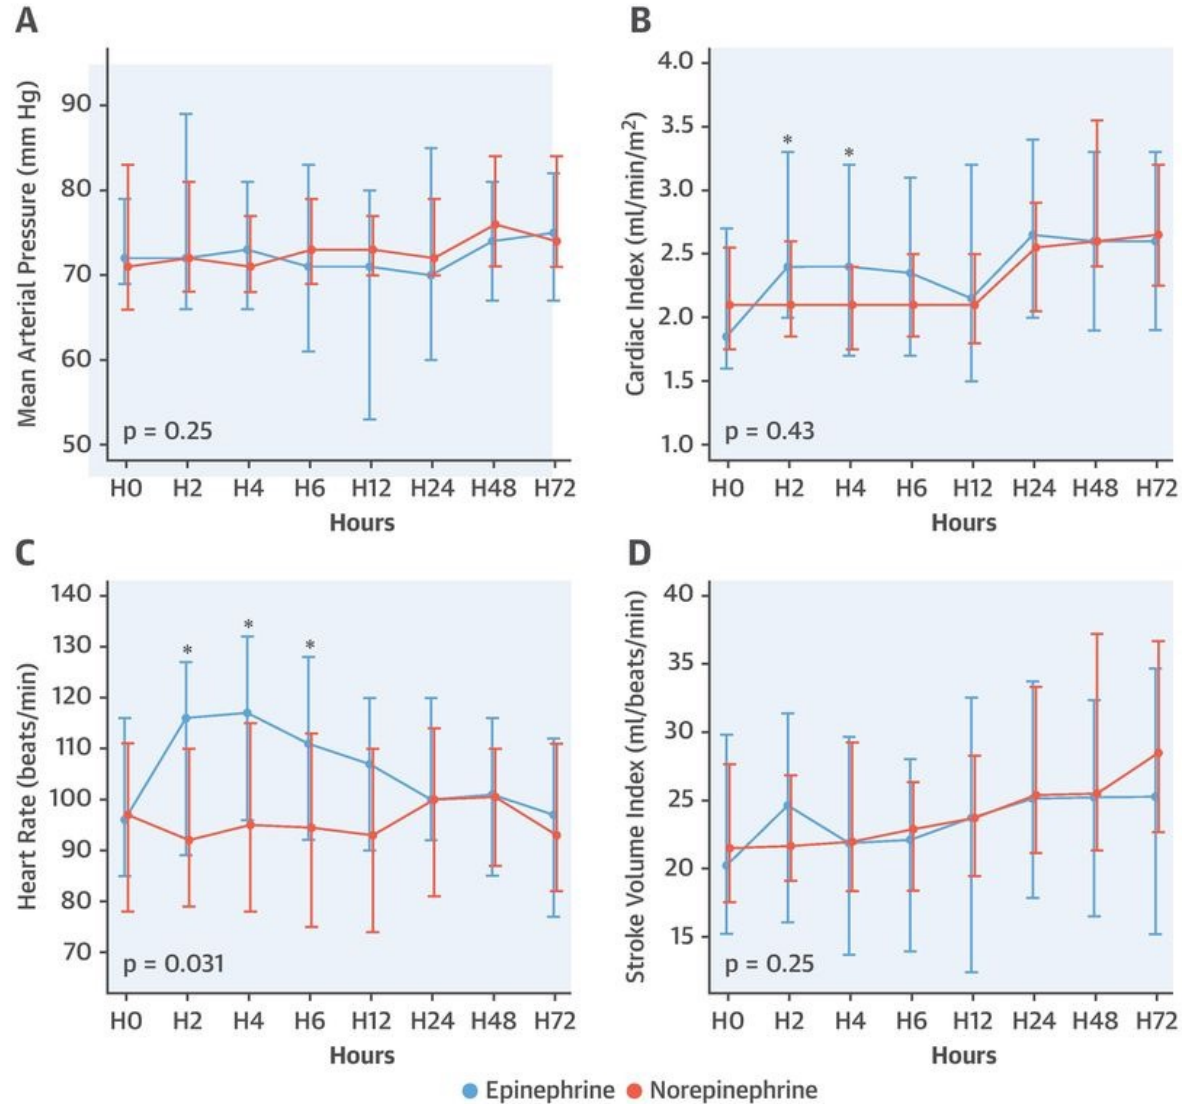 A
Mean Arterial Pressure (mm Hg)
90
80
70
60
50
p = 0.25
H0 H2 H4 H6 H12 H24 H48 H72
Hours
B
Cardiac Index (ml/min/m²)
4.0
3.5
3.0
2.5
2.0
1.5
1.0
* *
p = 0.43
H0 H2 H4 H6 H12 H24 H48 H72
Hours
C
Heart Rate (beats/min)
140
130
120
110
100
90
80
70
* * *
p = 0.031
H0 H2 H4 H6 H12 H24 H48 H72
Hours
D
Stroke Volume Index (ml/beats/min)
40
35
30
25
20
15
p = 0.25
H0 H2 H4 H6 H12 H24 H48 H72
Hours
Epinephrine Norepinephrine